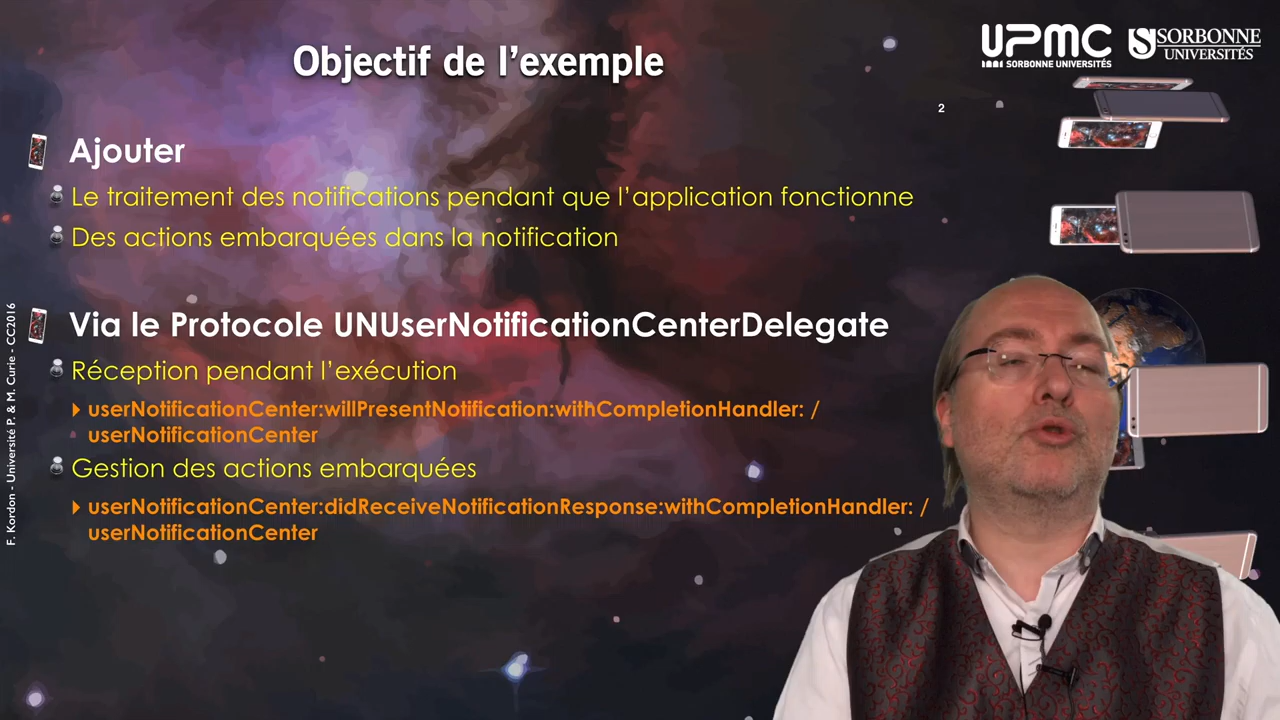 Objectif de l'exemple
UPMC
SORBONNE UNIVERSITÉS
SORBONNE
UNIVERSITÉS
2
Ajouter
Le traitement des notifications pendant que l'application fonctionne
Des actions embarquées dans la notification
Via le Protocole UNUserNotificationCenterDelegate
Réception pendant l'exécution
userNotificationCenter:willPresentNotification:withCompletionHandler: /
userNotificationCenter
Gestion des actions embarquées
userNotificationCenter:didReceiveNotificationResponse:withCompletionHandler: /
userNotificationCenter
F. Kordon - Université P. & M. Curie - CC2016